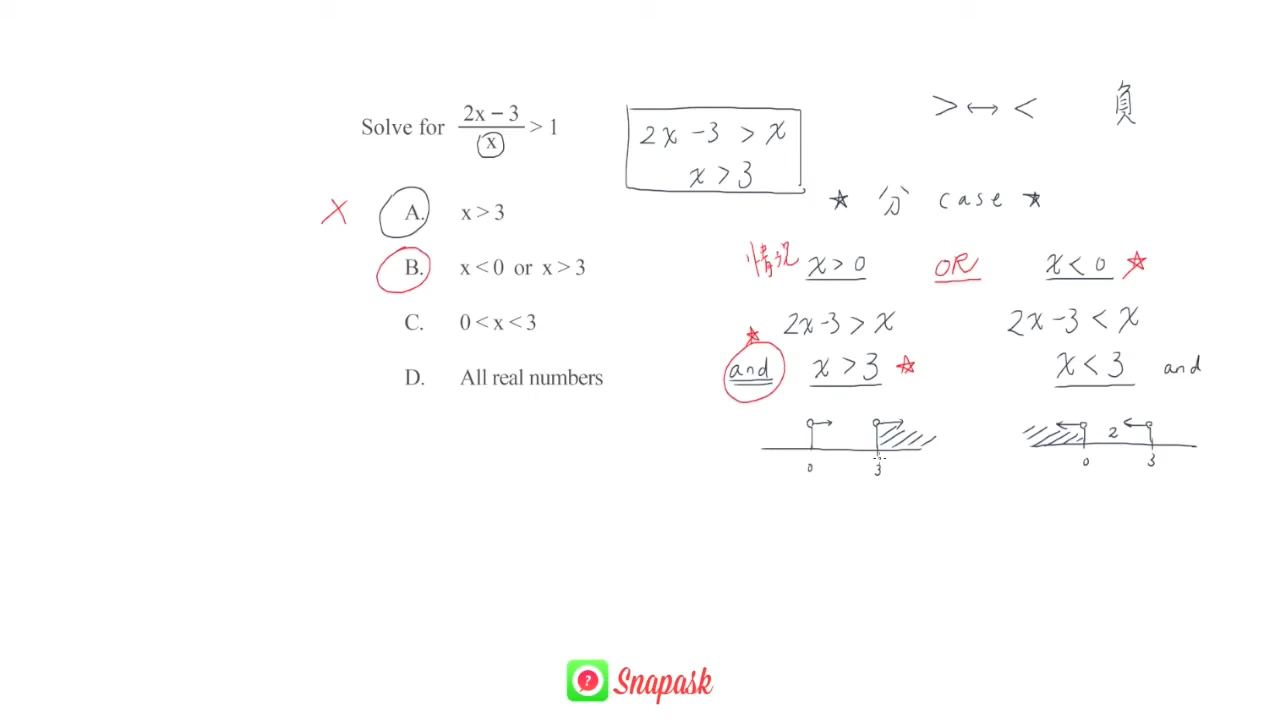 Solve for (2x − 3)/x > 1
A. x > 3
B. x < 0 or x > 3
C. 0 < x < 3
D. All real numbers
2x - 3 > x
x > 3
> ↔ < 負
★ 分 case ★
情況 x > 0 OR x < 0 ★
2x - 3 > x 2x - 3 < x
★ and x > 3 ★ x < 3 and
2
0 3 0 3
Snapask